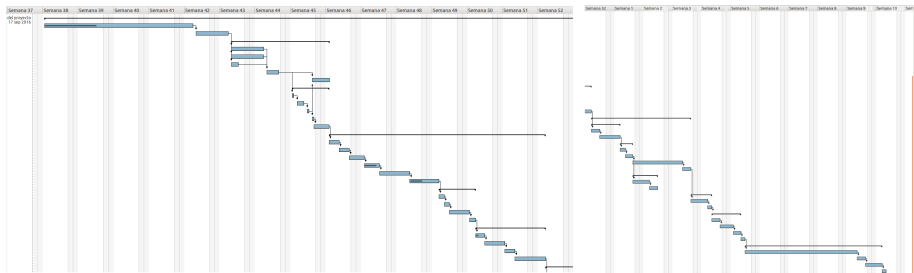 Semana 37 Semana 38 Semana 39 Semana 40 Semana 41 Semana 42 Semana 43 Semana 44 Semana 45 Semana 46 Semana 47 Semana 48 Semana 49 Semana 50 Semana 51 Semana 52
del proyecto
17 sep 2016
Semana 52 Semana 1 Semana 2 Semana 3 Semana 4 Semana 5 Semana 6 Semana 7 Semana 8 Semana 9 Semana 10